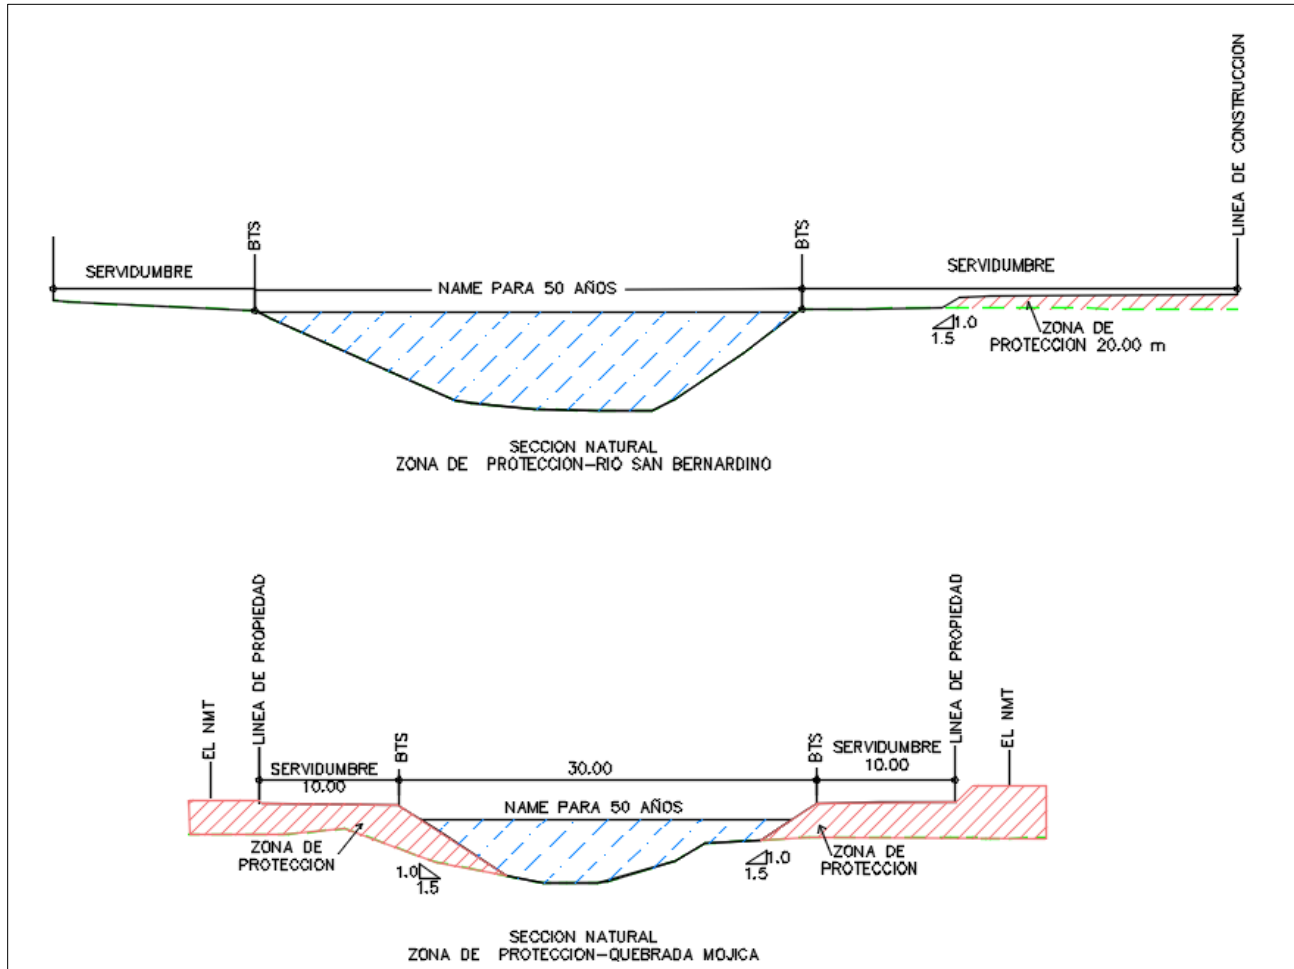 LINEA DE CONSTRUCCION
BTS
BTS
SERVIDUMBRE
SERVIDUMBRE
NAME PARA 50 AÑOS
1.0
1.5
ZONA DE
PROTECCION 20.00 m
SECCION NATURAL
ZONA DE PROTECCION-RIO SAN BERNARDINO
EL NMT
LINEA DE PROPIEDAD
BTS
BTS
LINEA DE PROPIEDAD
EL NMT
SERVIDUMBRE
10.00
30.00
SERVIDUMBRE
10.00
NAME PARA 50 AÑOS
ZONA DE
PROTECCION
1.0
1.5
1.0
1.5
ZONA DE
PROTECCION
SECCION NATURAL
ZONA DE PROTECCION-QUEBRADA MOJICA